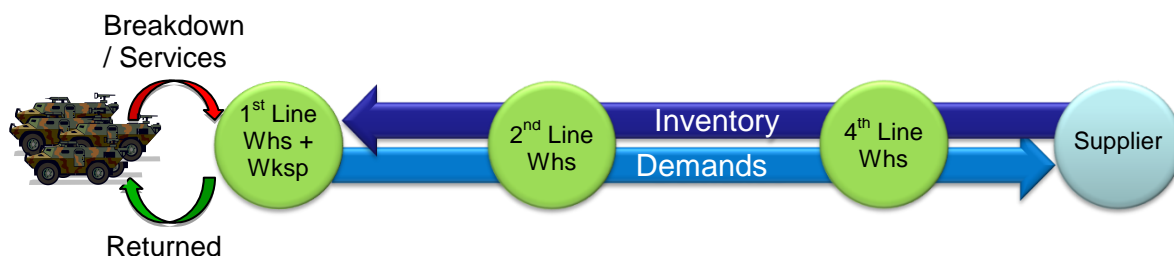 Breakdown
/ Services
1st Line
Whs +
Wksp
2nd Line
Whs
Inventory
Demands
4th Line
Whs
Supplier
Returned